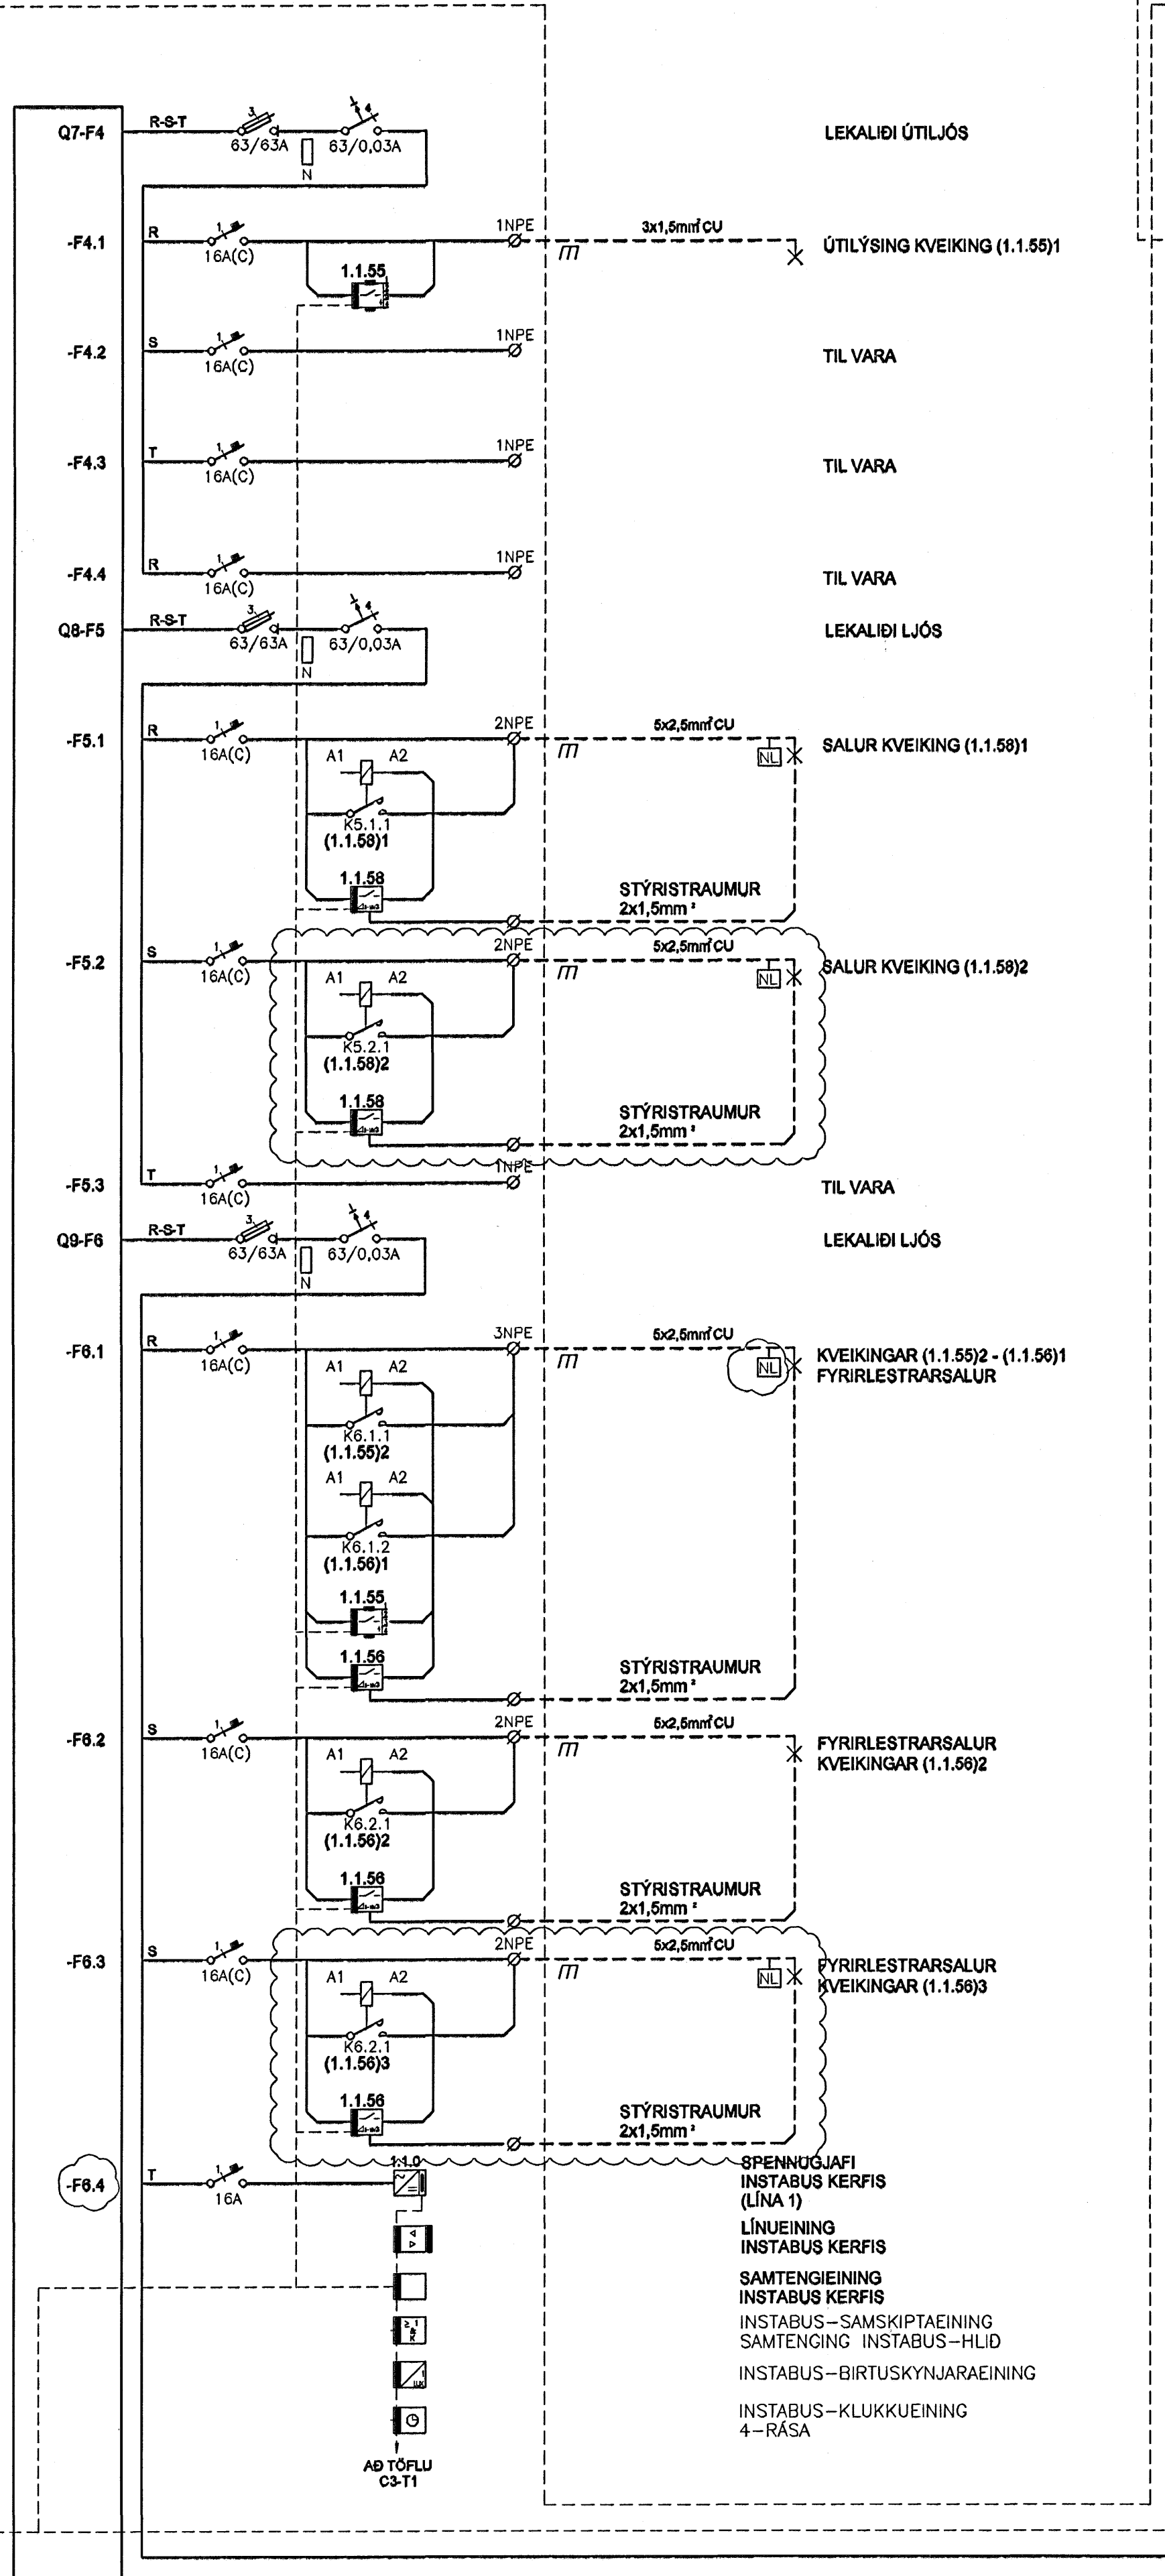 Q7-F4 R-S-T 3 63/63A N 4 63/0,03A LEKALIÐI ÚTILJÓS
-F4.1 R 1 16A(C) 1NPE 3x1,5mm² CU ÚTILÝSING KVEIKING (1.1.55)1
1.1.55
-F4.2 S 1 16A(C) 1NPE TIL VARA
-F4.3 T 1 16A(C) 1NPE TIL VARA
-F4.4 R 1 16A(C) 1NPE TIL VARA
Q8-F5 R-S-T 3 63/63A N 4 63/0,03A LEKALIÐI LJÓS
-F5.1 R 1 16A(C) 2NPE 5x2,5mm² CU NL SALUR KVEIKING (1.1.58)1
A1 A2
K5.1.1
(1.1.58)1
1.1.58
STÝRISTRAUMUR
2x1,5mm²
-F5.2 S 1 16A(C) 2NPE 5x2,5mm² CU NL SALUR KVEIKING (1.1.58)2
A1 A2
K5.2.1
(1.1.58)2
1.1.58
STÝRISTRAUMUR
2x1,5mm²
-F5.3 T 1 16A(C) 1NPE TIL VARA
Q9-F6 R-S-T 3 63/63A N 4 63/0,03A LEKALIÐI LJÓS
-F6.1 R 1 16A(C) 3NPE 5x2,5mm² CU NL KVEIKINGAR (1.1.55)2 - (1.1.56)1
FYRIRLESTRARSALUR
A1 A2
K6.1.1
(1.1.55)2
A1 A2
K6.1.2
(1.1.56)1
1.1.55
1.1.56
STÝRISTRAUMUR
2x1,5mm²
-F6.2 S 1 16A(C) 2NPE 5x2,5mm² CU FYRIRLESTRARSALUR
KVEIKINGAR (1.1.56)2
A1 A2
K6.2.1
(1.1.56)2
1.1.56
STÝRISTRAUMUR
2x1,5mm²
-F6.3 S 1 16A(C) 2NPE 5x2,5mm² CU NL FYRIRLESTRARSALUR
KVEIKINGAR (1.1.56)3
A1 A2
K6.2.1
(1.1.56)3
1.1.56
STÝRISTRAUMUR
2x1,5mm²
-F6.4 T 1 16A 1.1.0 SPENNUGJAFI
INSTABUS KERFIS
(LÍNA 1)
LÍNUEINING
INSTABUS KERFIS
SAMTENGIEINING
INSTABUS KERFIS
INSTABUS-SAMSKIPTAEINING
SAMTENGING INSTABUS-HLIÐ
INSTABUS-BIRTUSKYNJARAEINING
INSTABUS-KLUKKUEINING
4-RÁSA
AÐ TÖFLU
C3-T1